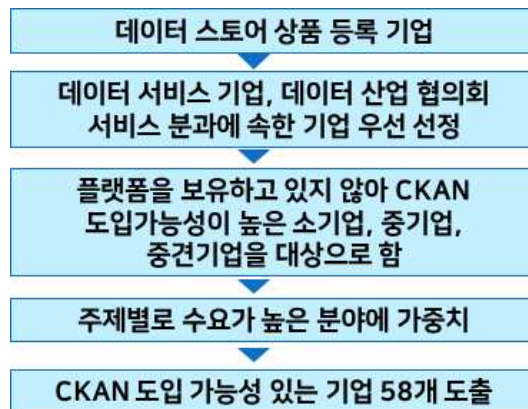 데이터 스토어 상품 등록 기업
데이터 서비스 기업, 데이터 산업 협의회
서비스 분과에 속한 기업 우선 선정
플랫폼을 보유하고 있지 않아 CKAN
도입가능성이 높은 소기업, 중기업,
중견기업을 대상으로 함
주제별로 수요가 높은 분야에 가중치
CKAN 도입 가능성 있는 기업 58개 도출